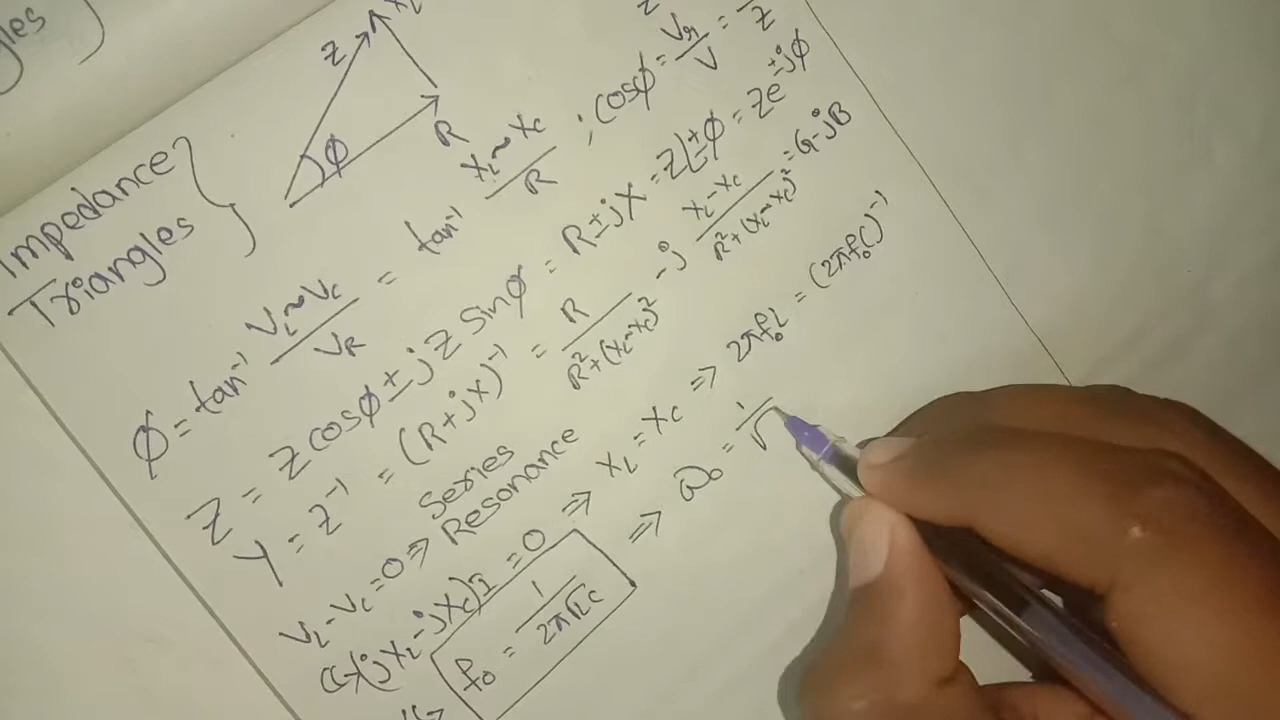 gles
Z
X_L
φ
R
Impedance
Triangles
φ = tan⁻¹ (V_L ~ V_C)/V_R = tan⁻¹ (X_L ~ X_C)/R ; cosφ = V_R/V = /Z
Z = Z cosφ ± jZ sinφ = R ± jX = Z∠±φ = Ze^±jφ
Y = Z⁻¹ = (R+jX)⁻¹ = R/(R²+(X_L~X_C)²) - j (X_L-X_C)/(R²+(X_L~X_C)²) = G-jB
V_L - V_C = 0 ⇒ Series Resonance
(jX_L - jX_C)I = 0 ⇒ X_L = X_C ⇒ 2πf₀L = (2πf₀C)⁻¹
f₀ = 1/(2π√LC) ⇒ ω₀ = 1/√